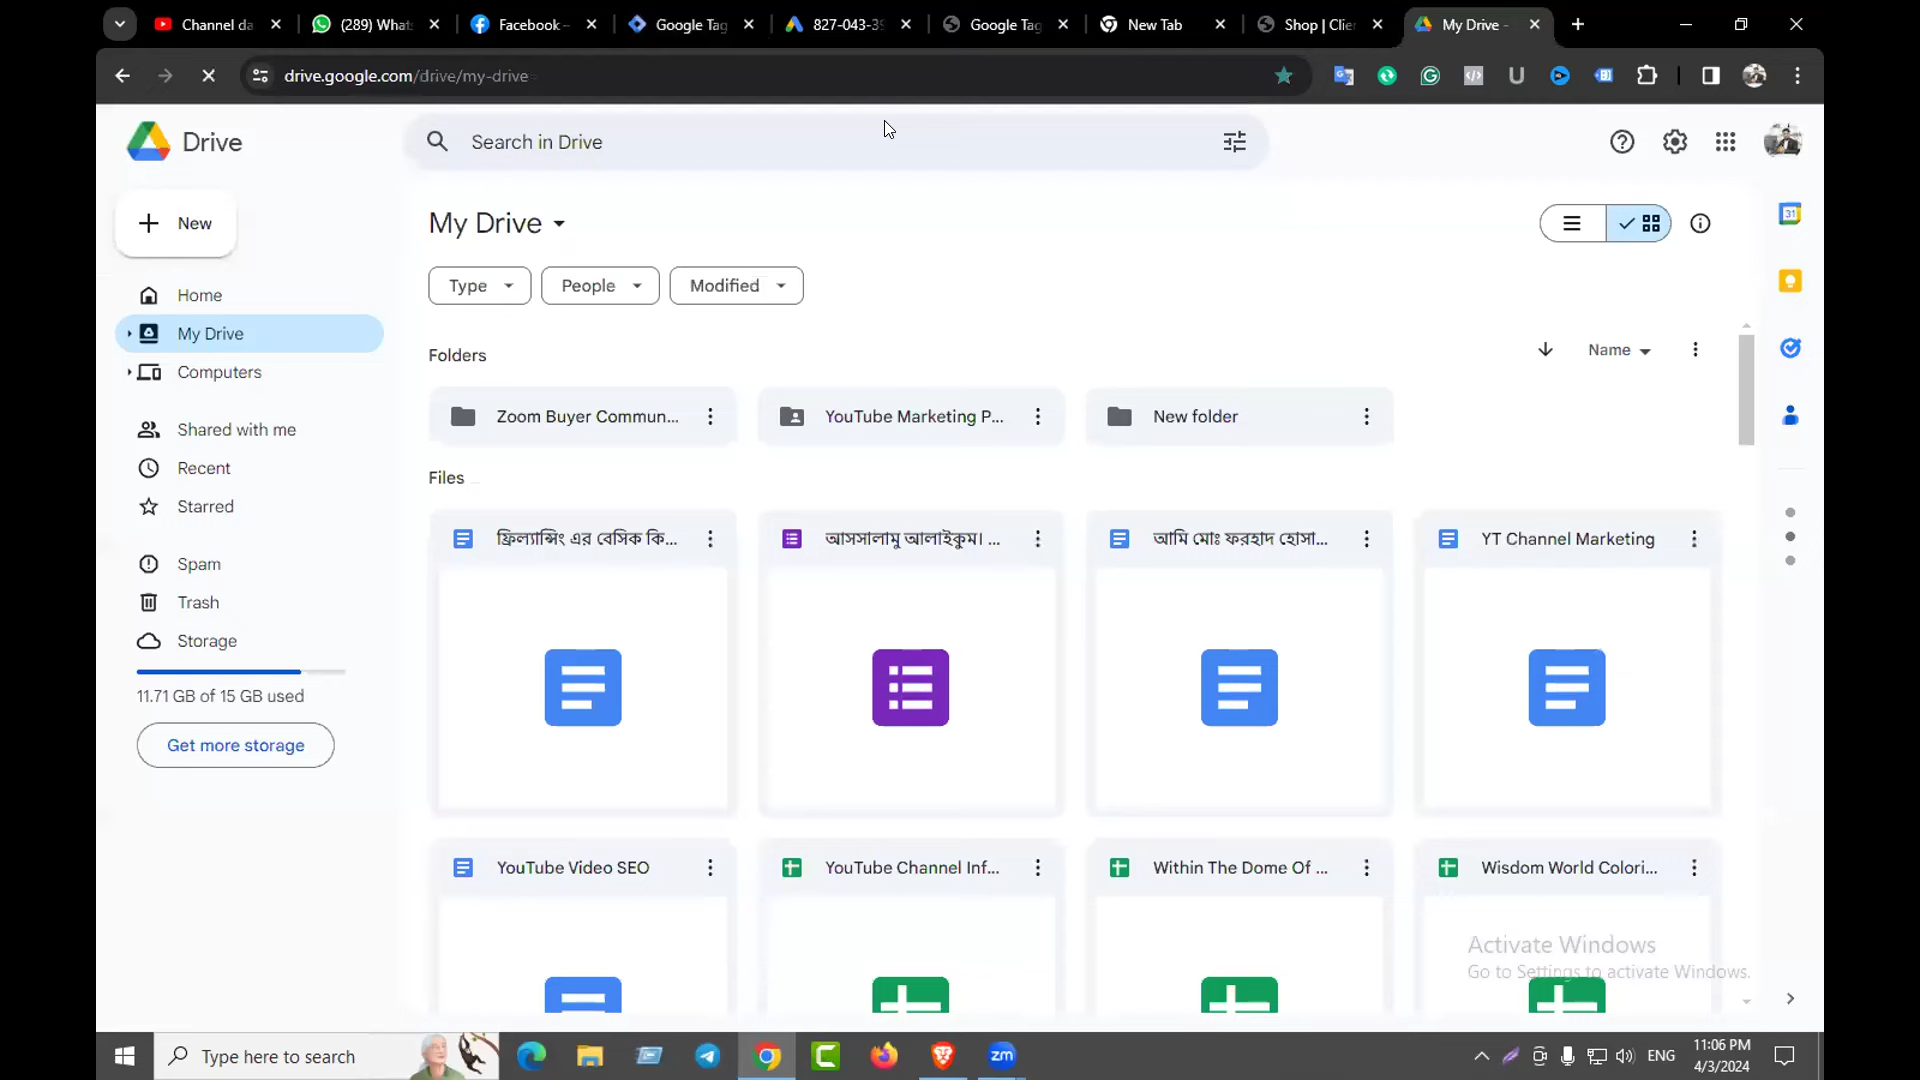 Channel da
(289) What
Facebook –
Google Tag
827-043-39
Google Tag
New Tab
Shop | Clie
My Drive -
drive.google.com/drive/my-drive
Drive
Search in Drive
New
My Drive
31
Type
People
Modified
Home
My Drive
Computers
Folders
Name
Zoom Buyer Commun...
YouTube Marketing P...
New folder
Shared with me
Recent
Starred
Files
ফ্রিল্যান্সিং এর বেসিক কি...
আসসালামু আলাইকুম। ...
আমি মোঃ ফরহাদ হোসা...
YT Channel Marketing
Spam
Trash
Storage
11.71 GB of 15 GB used
Get more storage
YouTube Video SEO
YouTube Channel Inf...
Within The Dome Of ...
Wisdom World Colori...
Activate Windows
Go to Settings to activate Windows.
Type here to search
zm
ENG
11:06 PM
4/3/2024